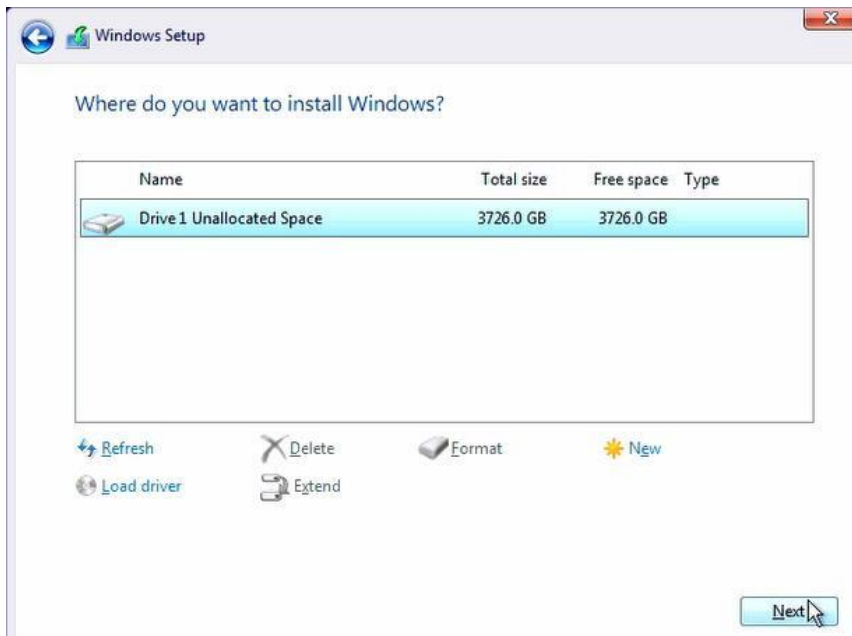 Windows Setup
Where do you want to install Windows?
Name Total size Free space Type
Drive 1 Unallocated Space 3726.0 GB 3726.0 GB
Refresh Delete Format New
Load driver Extend
Next